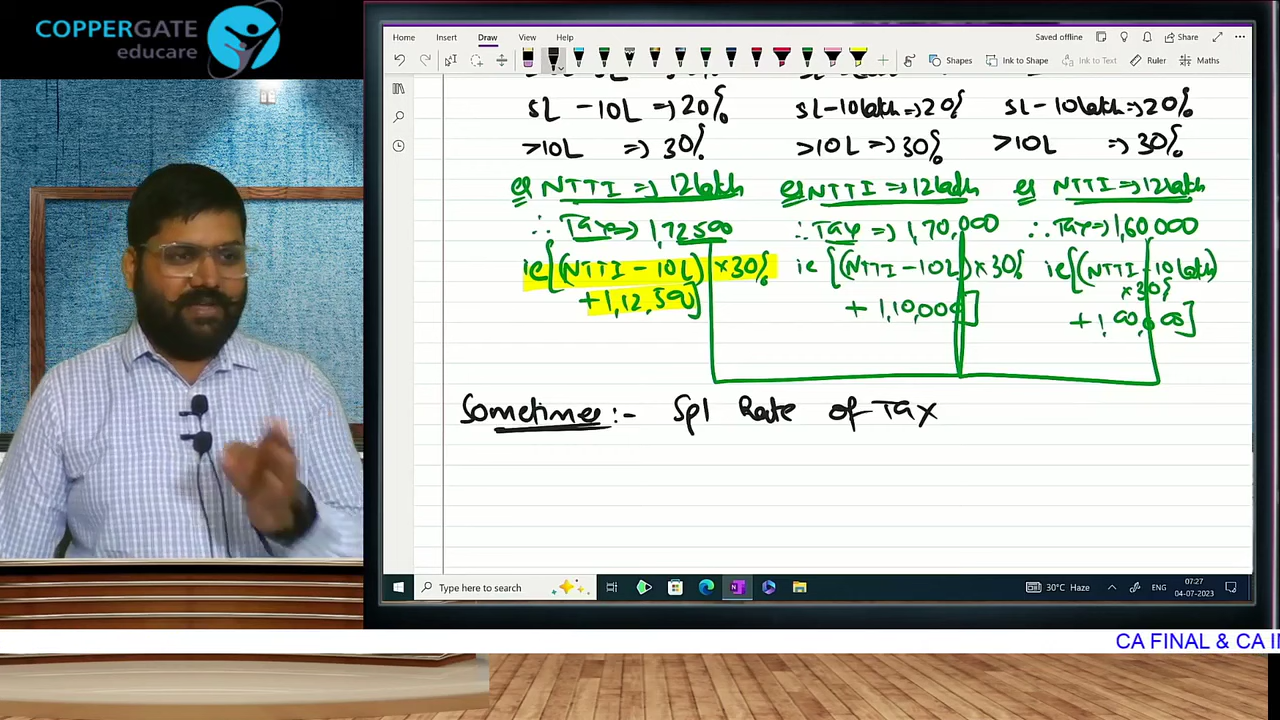 COPPERGATE
educare
Home Insert Draw View Help
Saved offline
Share
Shapes
Ink to Shape
Ink to Text
Ruler
Maths
5L - 10L => 20%
5L - 10lakh => 20%
5L - 10lakh => 20%
>10L => 30%
>10L => 30%
>10L => 30%
eg NTTI => 12lakh
eg NTTI => 12lakh
eg NTTI => 12lakh
∴ Tax => 1,72,500
∴ Tax => 1,70,000
∴ Tax => 1,60,000
ie [(NTTI - 10L) × 30%
+ 1,12,500]
ie [(NTTI - 10L) × 30%
+ 1,10,000]
ie [(NTTI - 10lakh)
× 30%
+ 1,00,000]
Sometimes :- Spl Rate of Tax
Type here to search
30°C Haze
ENG
07:27
04-07-2023
CA FINAL & CA IN